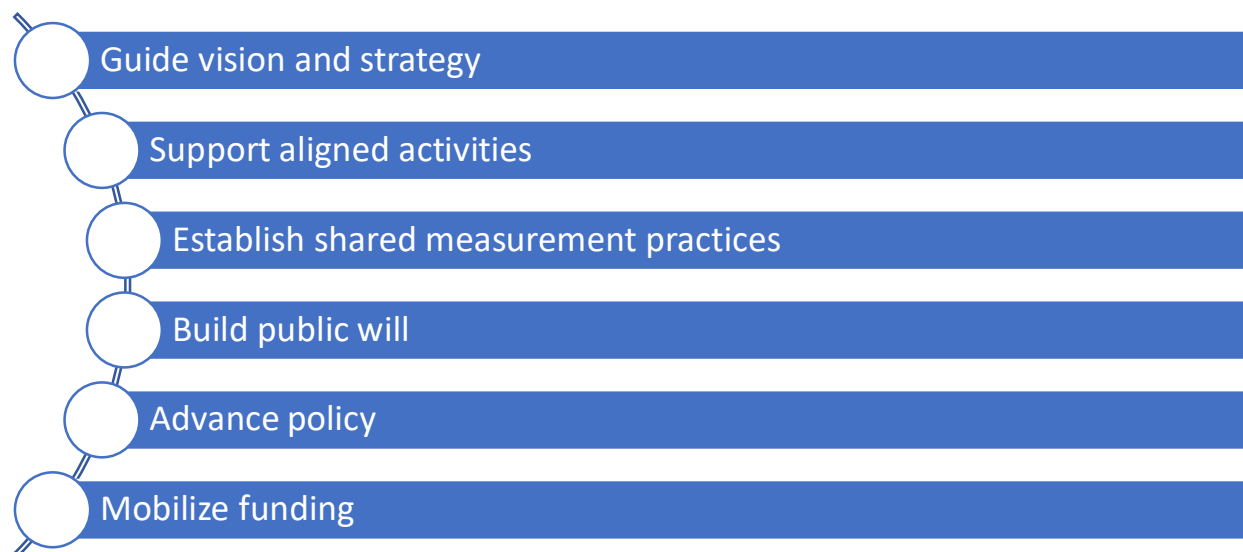 Guide vision and strategy
Support aligned activities
Establish shared measurement practices
Build public will
Advance policy
Mobilize funding